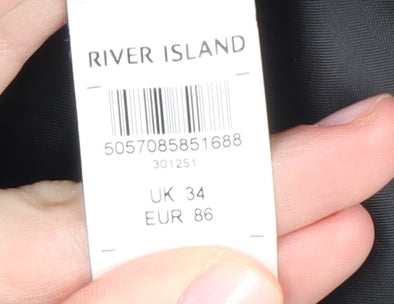 RIVER ISLAND
5057085851688
301251
UK 34
EUR 86